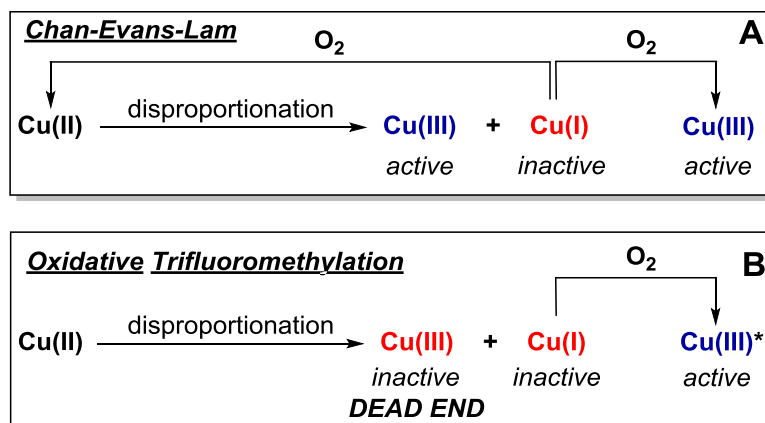 Chan-Evans-Lam
A
O₂ O₂
Cu(II) disproportionation Cu(III) + Cu(I) Cu(III)
active inactive active
B
Oxidative Trifluoromethylation
O₂
Cu(II) disproportionation Cu(III) + Cu(I) Cu(III)*
inactive inactive active
DEAD END